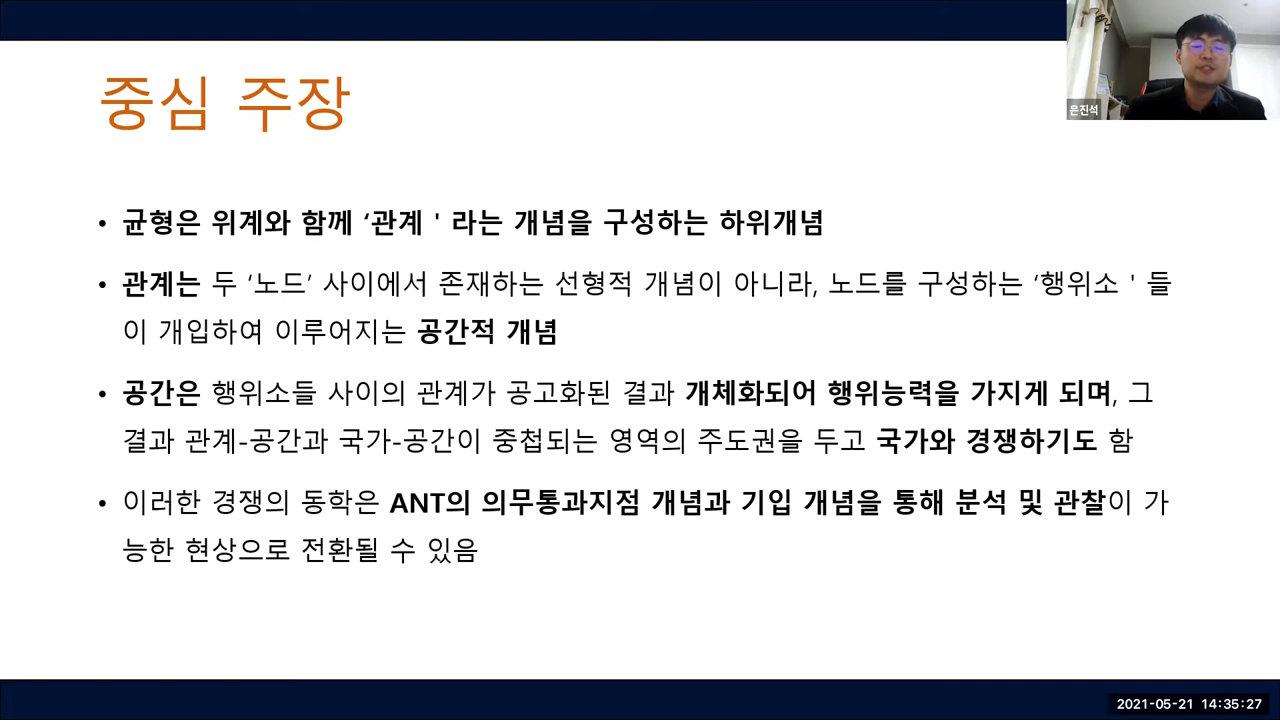 중심 주장
은진석
• 균형은 위계와 함께 ‘관계 ' 라는 개념을 구성하는 하위개념
• 관계는 두 ‘노드’ 사이에서 존재하는 선형적 개념이 아니라, 노드를 구성하는 ‘행위소 ' 들
이 개입하여 이루어지는 공간적 개념
• 공간은 행위소들 사이의 관계가 공고화된 결과 개체화되어 행위능력을 가지게 되며, 그
결과 관계-공간과 국가-공간이 중첩되는 영역의 주도권을 두고 국가와 경쟁하기도 함
• 이러한 경쟁의 동학은 ANT의 의무통과지점 개념과 기입 개념을 통해 분석 및 관찰이 가
능한 현상으로 전환될 수 있음
2021-05-21 14:35:27